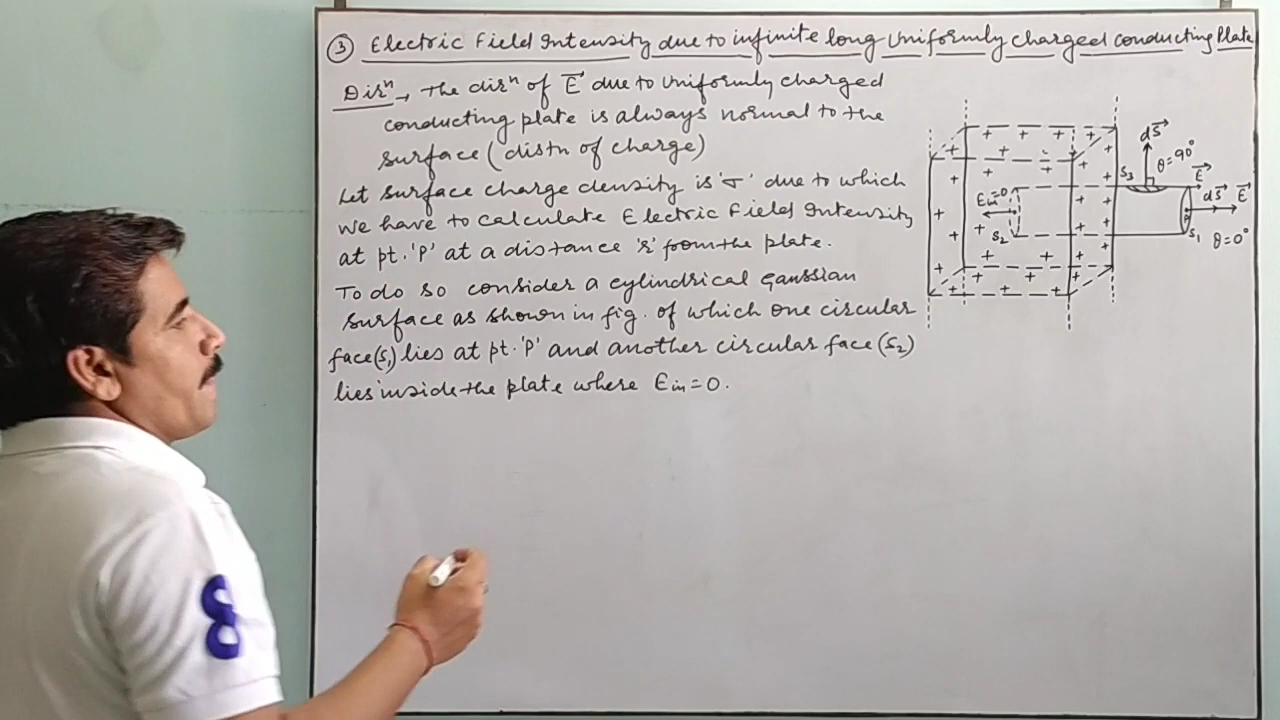 ③ Electric Field Intensity due to infinite long Uniformly charged conducting Plate
Dirⁿ → The dirⁿ of E⃗ due to Uniformly charged
conducting plate is always normal to the
surface (distn of charge)
Let surface charge density is 'σ' due to which
we have to calculate Electric Field Intensity
at pt. 'P' at a distance 'r' from the plate.
To do so consider a cylindrical Gaussian
surface as shown in fig. of which one circular
face(S₁) lies at pt. 'P' and another circular face (S₂)
lies inside the plate where Ein = 0.
dS⃗
θ=90°
S₃
E⃗
Ein=0
dS⃗ E⃗
P
S₂
S₁
θ=0°
8